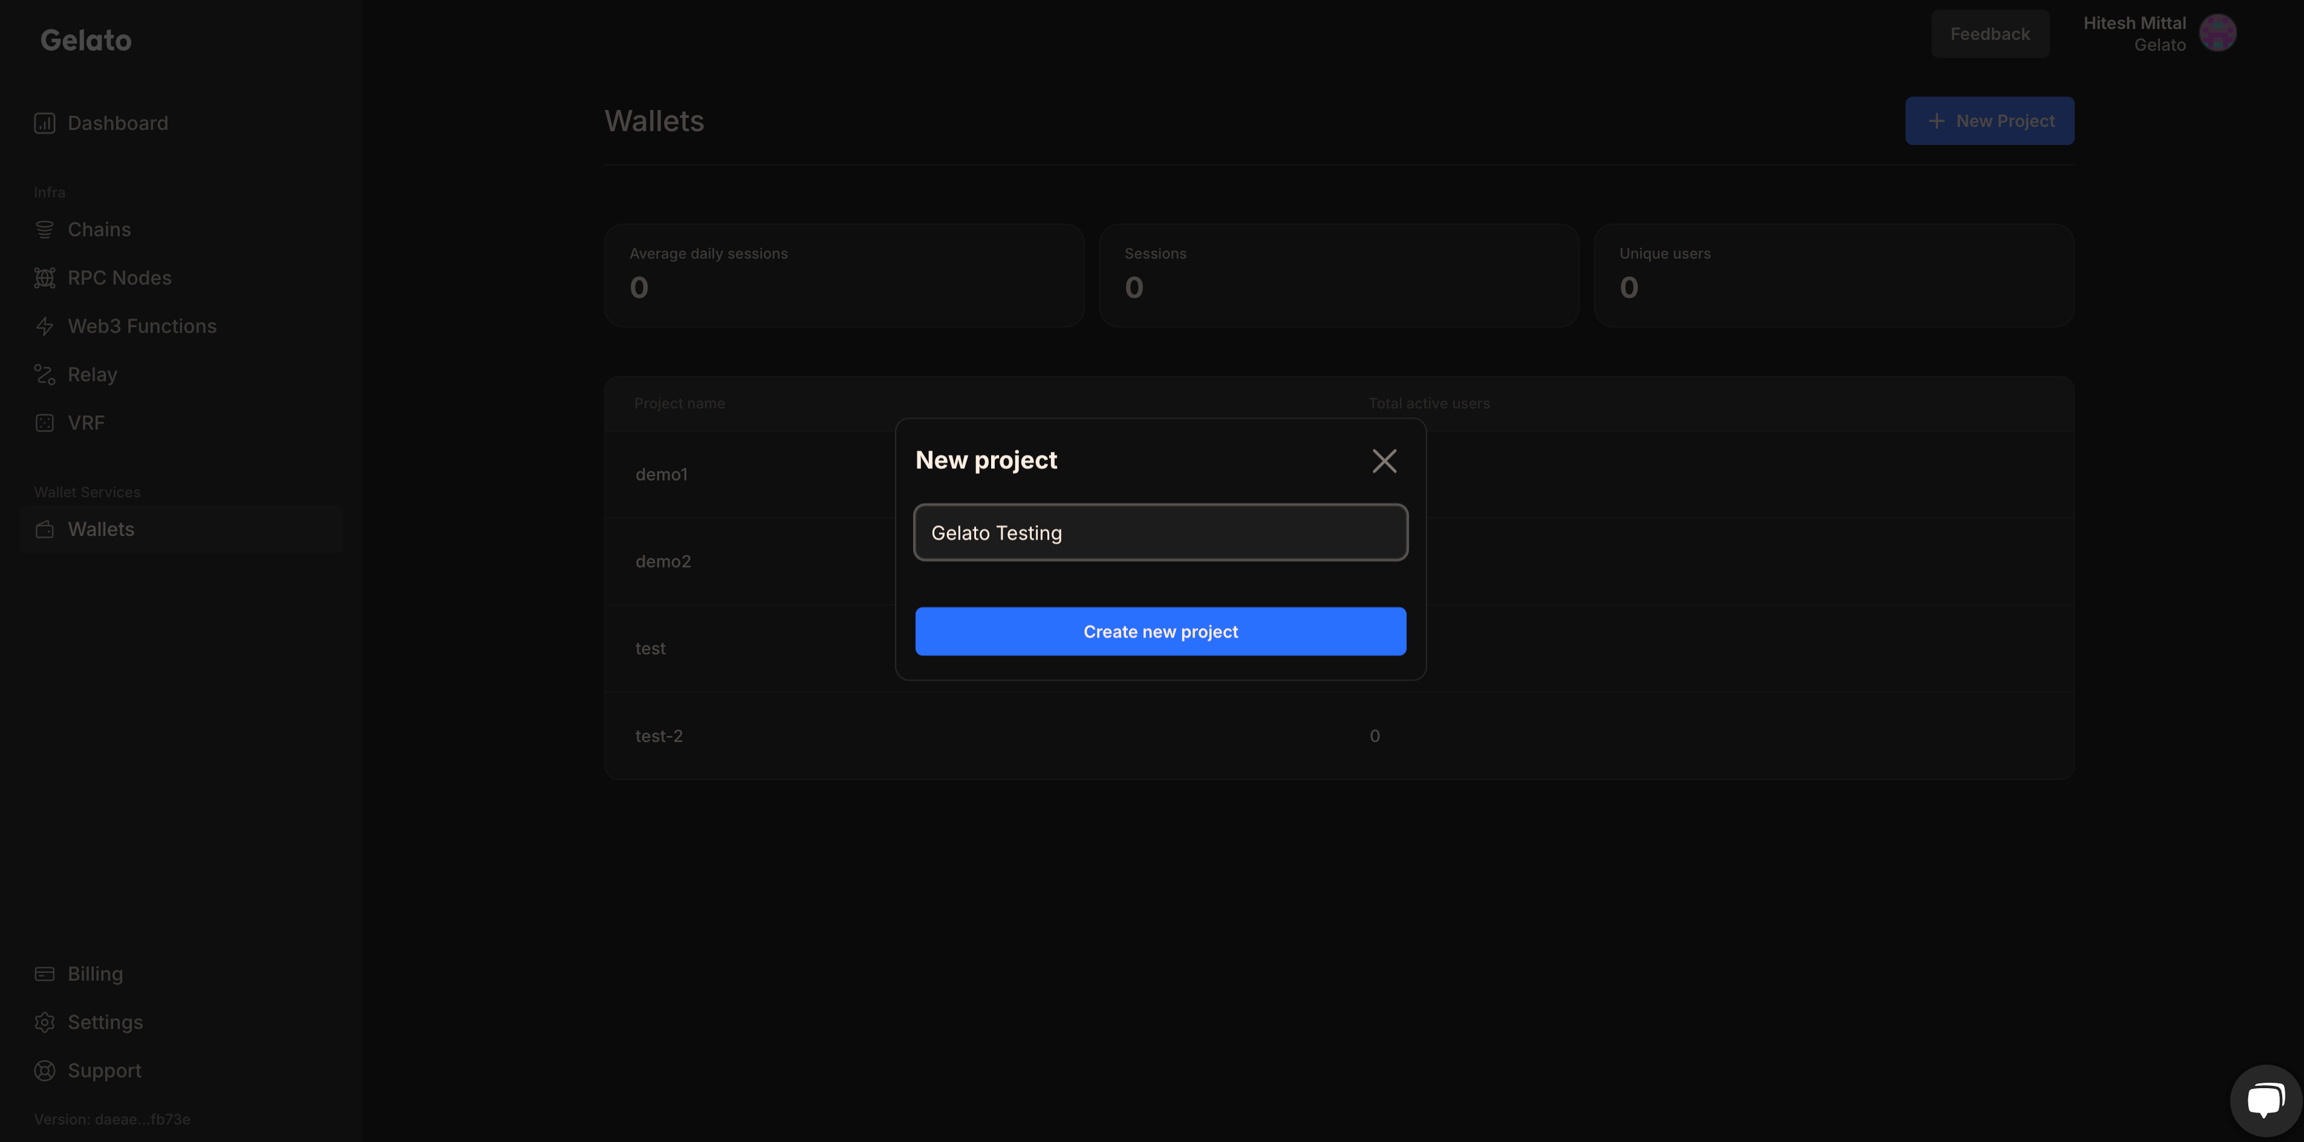 Gelato
Feedback
Hitesh Mittal
Gelato
Dashboard
Infra
Chains
RPC Nodes
Web3 Functions
Relay
VRF
Wallet Services
Wallets
Billing
Settings
Support
Version: daeae...fb73e
Wallets
+ New Project
Average daily sessions
0
Sessions
0
Unique users
0
Project name
Total active users
demo1
demo2
test
test-2
0
New project
Gelato Testing
Create new project